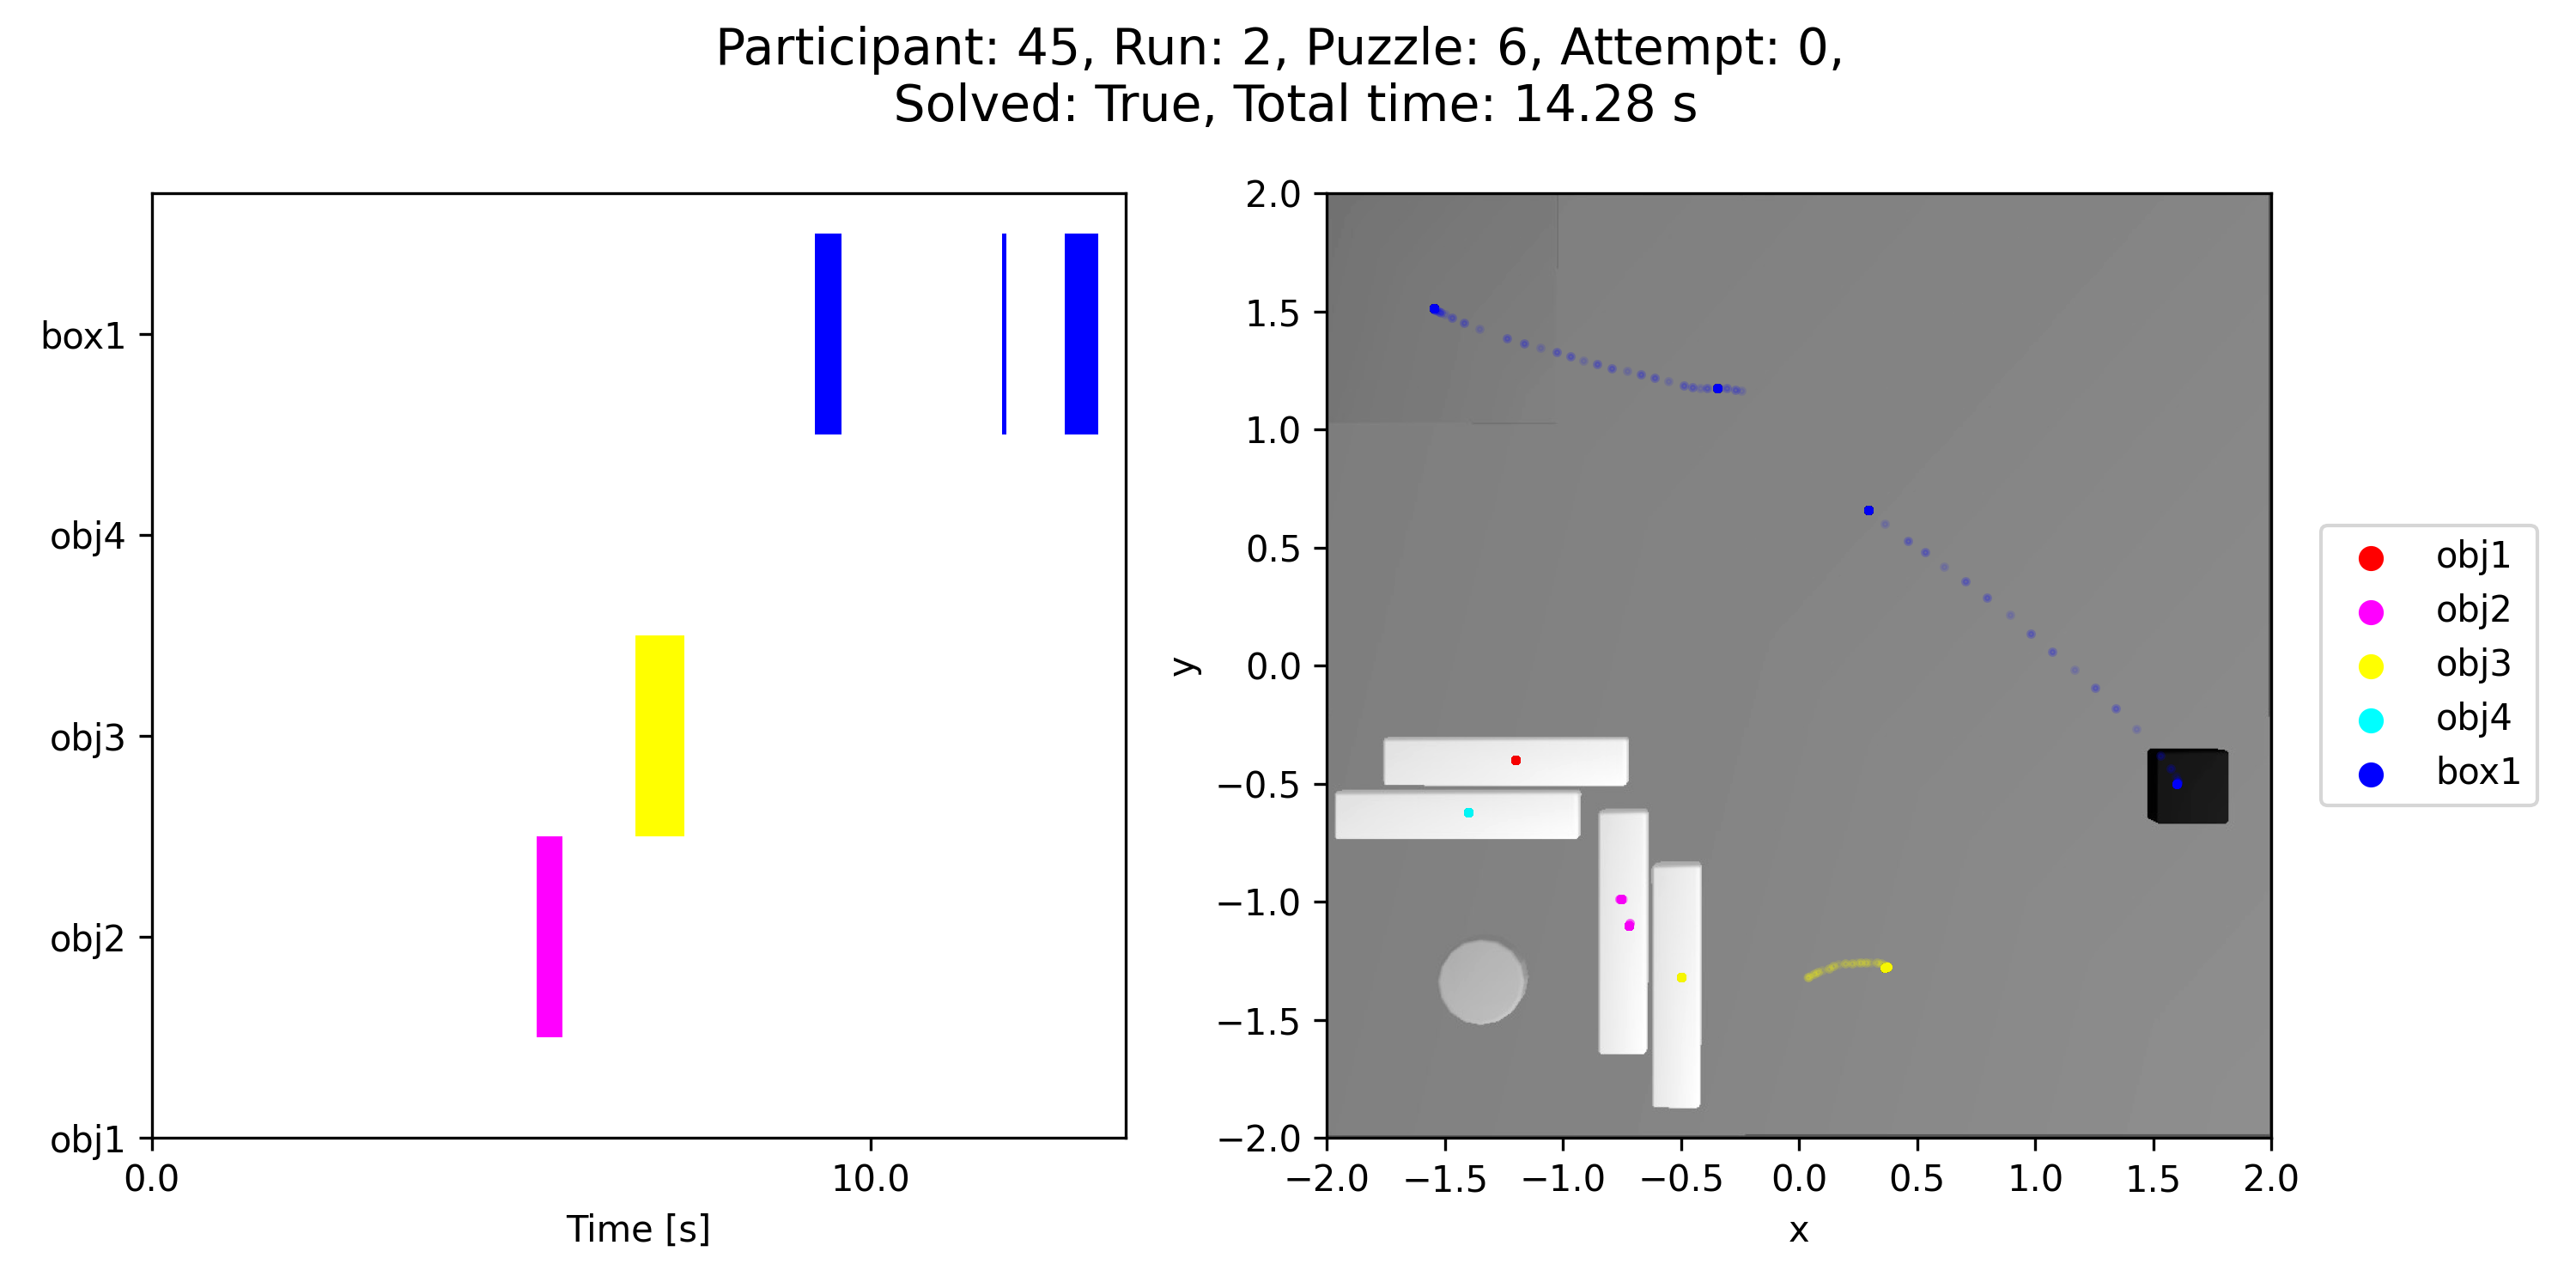 Participant: 45, Run: 2, Puzzle: 6, Attempt: 0,
Solved: True, Total time: 14.28 s
box1
obj4
obj3
obj2
obj1
0.0
10.0
Time [s]
2.0
1.5
1.0
0.5
0.0
−0.5
−1.0
−1.5
−2.0
y
−2.0
−1.5
−1.0
−0.5
0.0
0.5
1.0
1.5
2.0
x
obj1
obj2
obj3
obj4
box1